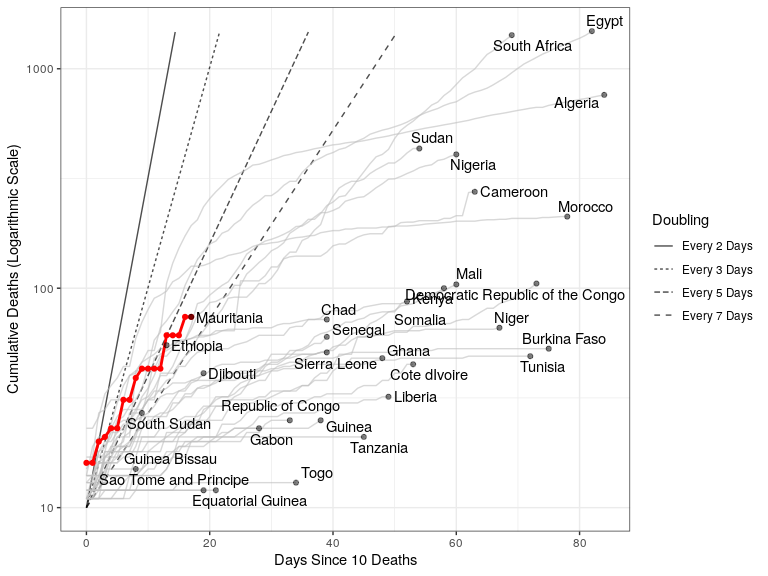 Egypt
South Africa
1000
Algeria
Sudan
Nigeria
Cameroon
Morocco
Doubling
Every 2 Days
Every 3 Days
Every 5 Days
Every 7 Days
Cumulative Deaths (Logarithmic Scale)
Mali
100
Democratic Republic of the Congo
Kenya
Chad
Mauritania
Somalia
Niger
Senegal
Ethiopia
Burkina Faso
Ghana
Sierra Leone
Tunisia
Djibouti
Cote dIvoire
Liberia
Republic of Congo
South Sudan
Guinea
Gabon
Tanzania
Guinea Bissau
Togo
Sao Tome and Principe
Equatorial Guinea
10
0
20
40
60
80
Days Since 10 Deaths